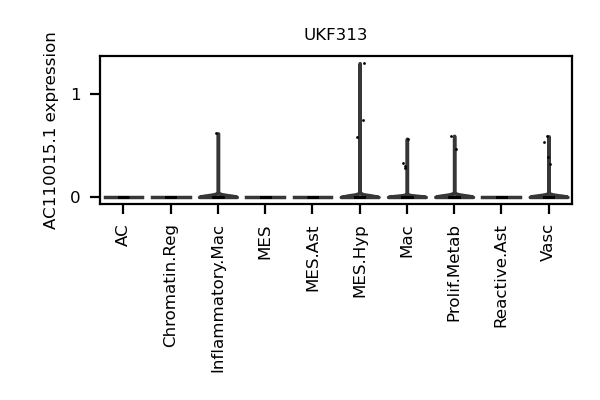 UKF313
AC110015.1 expression
1
0
AC
Chromatin.Reg
Inflammatory.Mac
MES
MES.Ast
MES.Hyp
Mac
Prolif.Metab
Reactive.Ast
Vasc